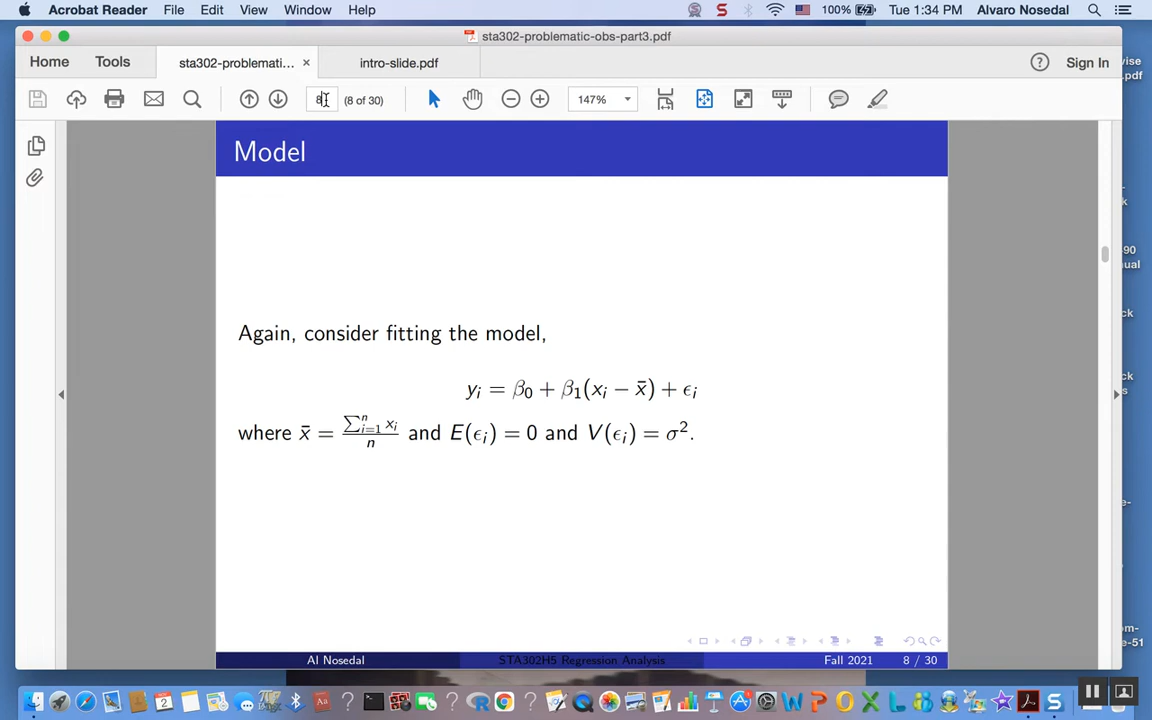 Acrobat Reader File Edit View Window Help 100% Tue 1:34 PM Alvaro Nosedal
sta302-problematic-obs-part3.pdf
Home Tools sta302-problemati... × intro-slide.pdf Sign In
8 (8 of 30) 147%
Model
Again, consider fitting the model,
yᵢ = β₀ + β₁(xᵢ − x̄) + ϵᵢ
where x̄ = ∑ⁿᵢ₌₁ xᵢ / n and E(ϵᵢ) = 0 and V(ϵᵢ) = σ².
Al Nosedal STA302H5 Regression Analysis Fall 2021 8 / 30